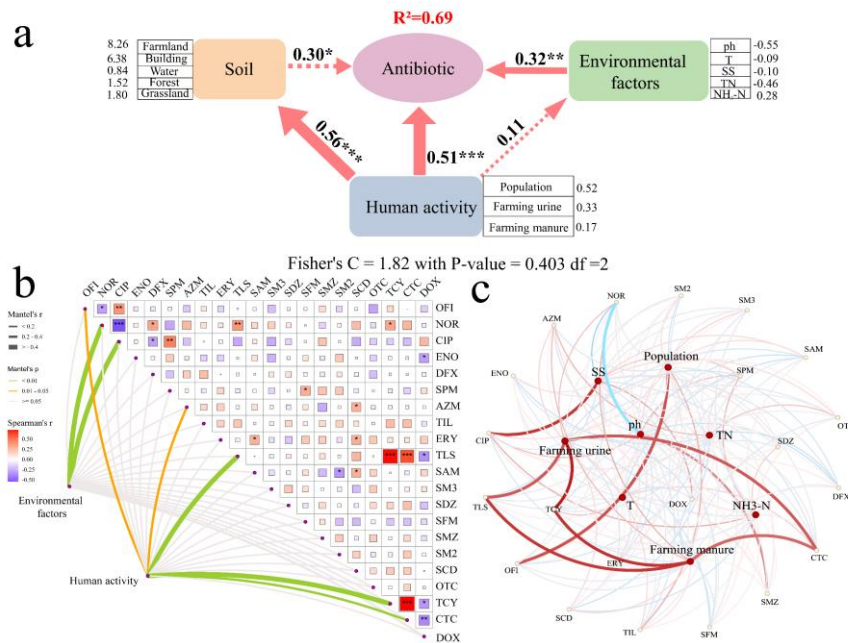 a
R²=0.69
8.26 Farmland
6.38 Building
0.84 Water
1.52 Forest
1.80 Grassland
Soil
0.30*
Antibiotic
0.32**
Environmental
factors
ph -0.55
T -0.09
SS -0.10
TN -0.46
NH₄-N 0.28
0.56***
0.51***
0.11
Human activity
Population 0.52
Farming urine 0.33
Farming manure 0.17
Fisher's C = 1.82 with P-value = 0.403 df =2
b
OFI NOR CIP ENO DFX SPM AZM TIL ERY TLS SAM SM3 SDZ SFM SMZ SM2 SCD OTC TCY CTC DOX
Mantel's r
< 0.2
0.2 - 0.4
>= 0.4
Mantel's p
< 0.01
0.01 - 0.05
>= 0.05
Spearman's r
0.50
0.25
0.00
-0.25
-0.50
Environmental
factors
Human activity
* ** OFI
*** * ** * NOR
* ** CIP
* ENO
DFX
* SPM
* AZM
TIL
* * ERY
*** *** * TLS
* * SAM
SM3
SDZ
SFM
SMZ
SM2
SCD
OTC
*** * TCY
** CTC
DOX
c
NOR
SM2
SM3
AZM
Population
SAM
ENO
SS
SPM
OT
CIP
ph
TN
SDZ
Farming urine
DFX
TLS
TCY
T
DOX
NH3-N
OFI
ERY
Farming manure
CTC
SCD
TIL
SFM
SMZ